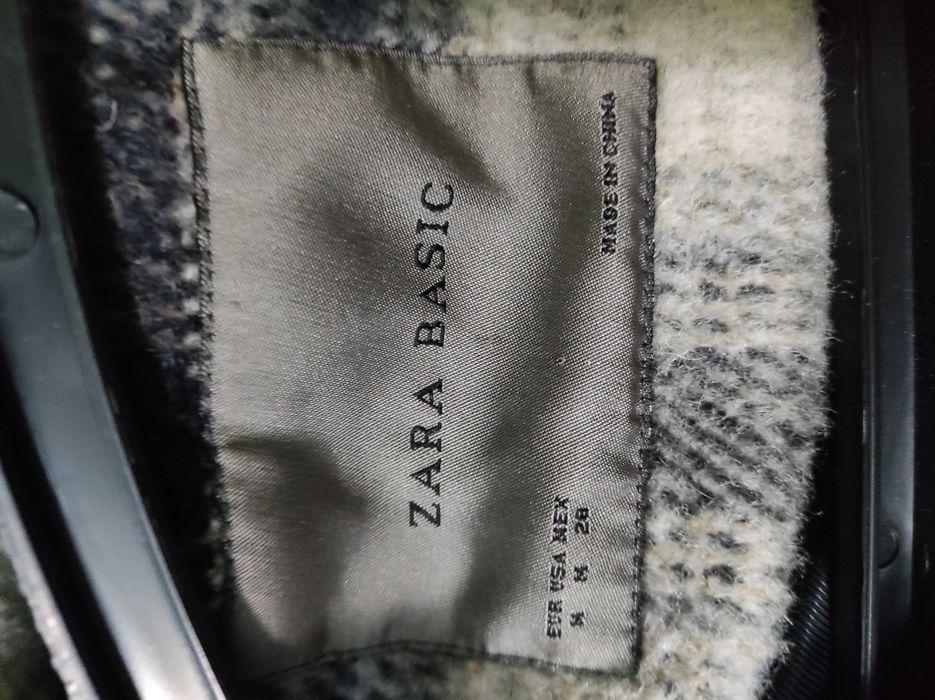 ZARA BASIC
EUR USA MEX
M M 28
MADE IN CHINA